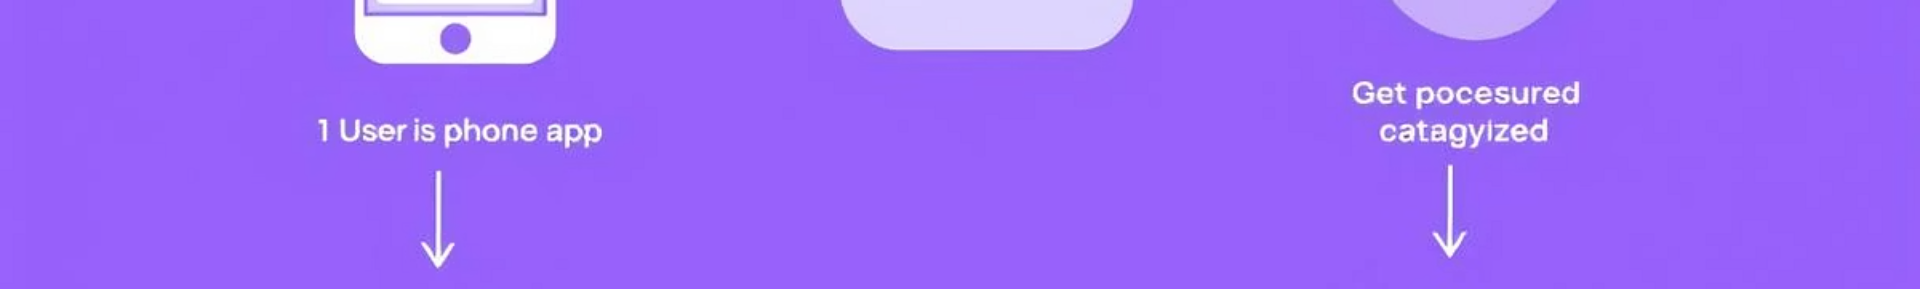 1 User is phone app
Get pocesured
catagyized